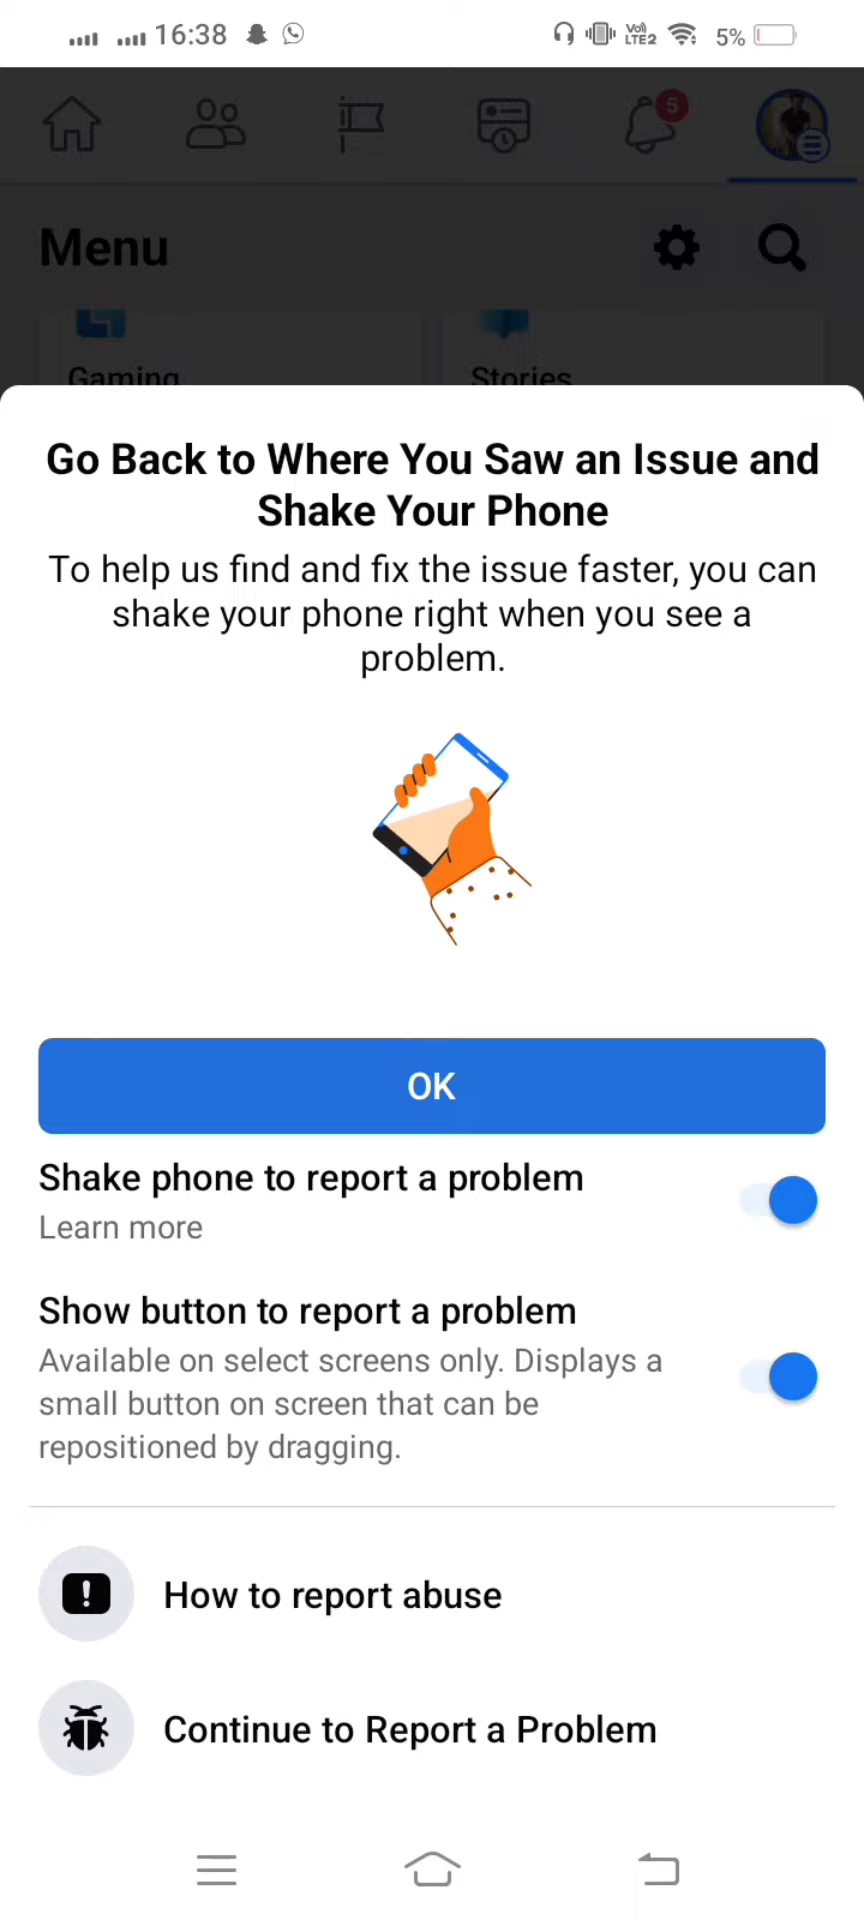 16:38
Vo))
LTE2
5%
5
Menu
Gaming
Stories
Go Back to Where You Saw an Issue and
Shake Your Phone
To help us find and fix the issue faster, you can
shake your phone right when you see a
problem.
OK
Shake phone to report a problem
Learn more
Show button to report a problem
Available on select screens only. Displays a
small button on screen that can be
repositioned by dragging.
How to report abuse
Continue to Report a Problem